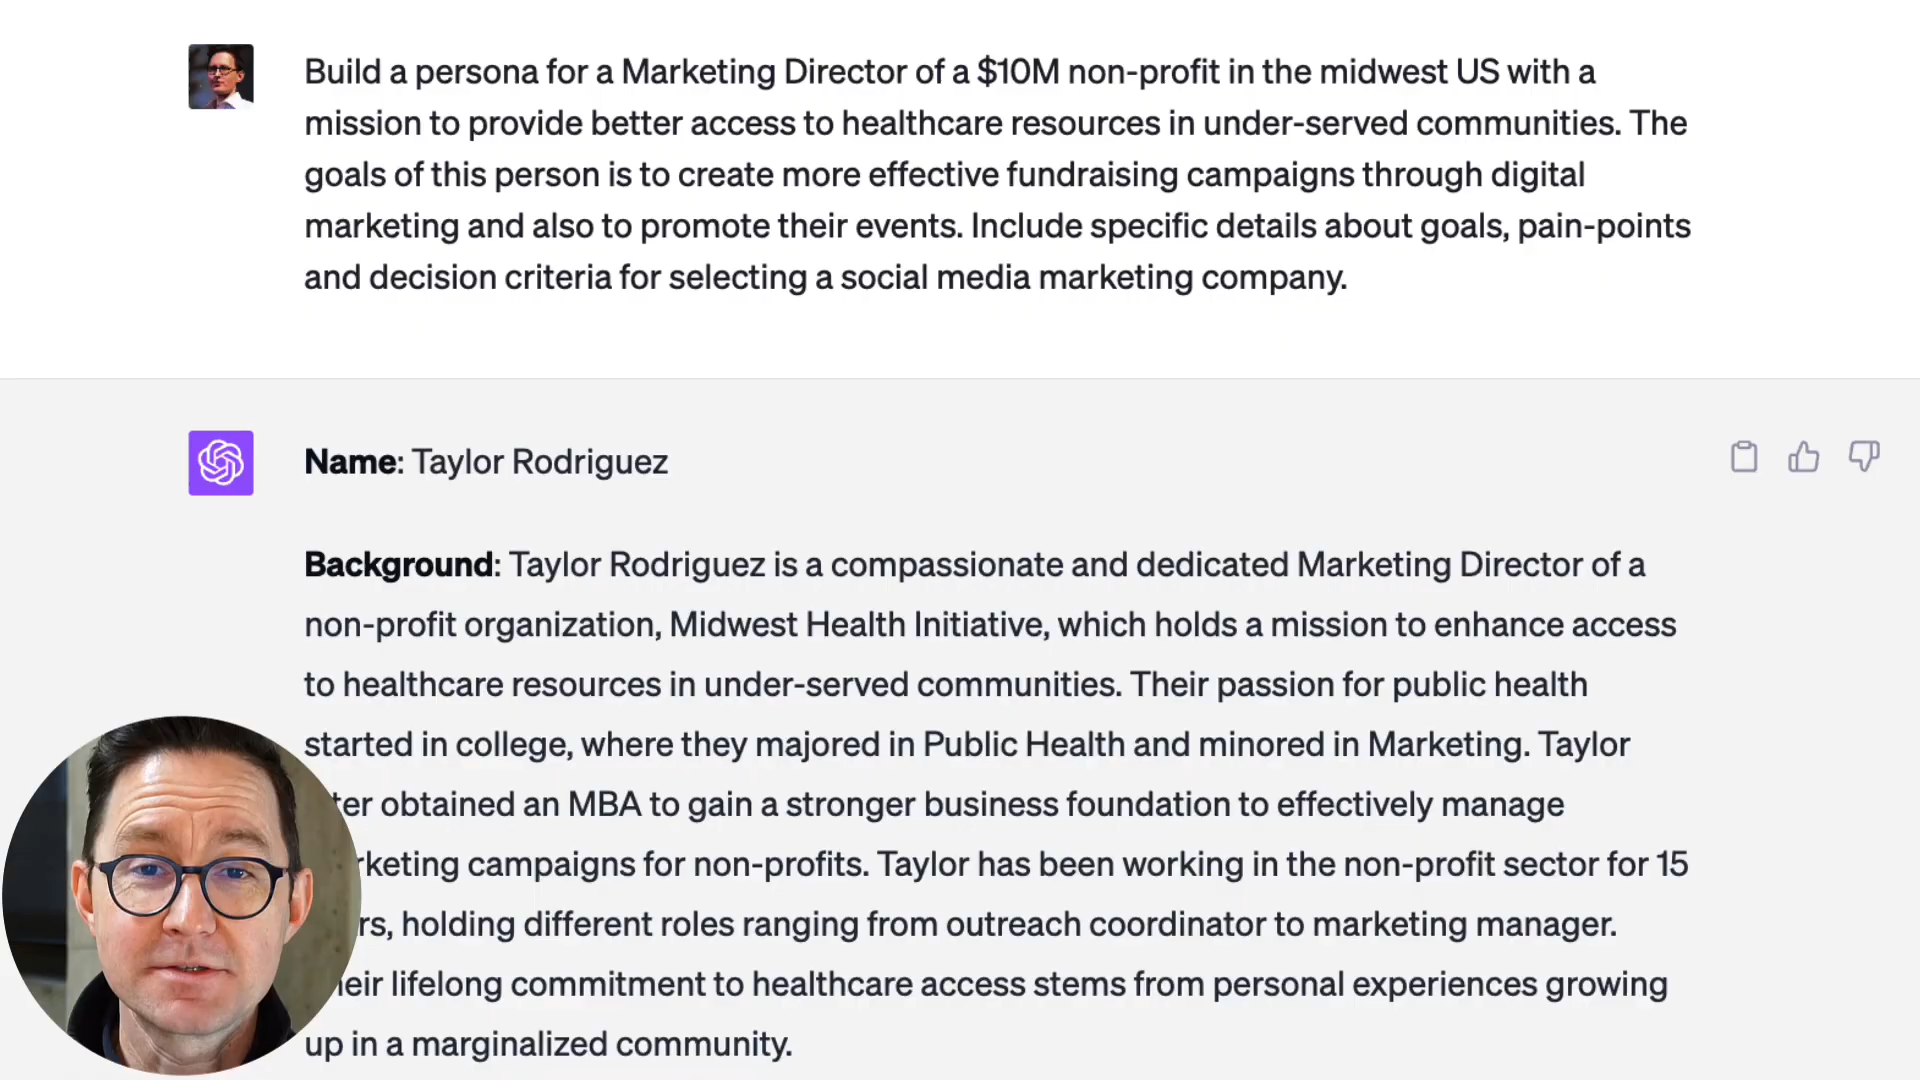 Build a persona for a Marketing Director of a $10M non-profit in the midwest US with a
mission to provide better access to healthcare resources in under-served communities. The
goals of this person is to create more effective fundraising campaigns through digital
marketing and also to promote their events. Include specific details about goals, pain-points
and decision criteria for selecting a social media marketing company.
Name: Taylor Rodriguez
Background: Taylor Rodriguez is a compassionate and dedicated Marketing Director of a
non-profit organization, Midwest Health Initiative, which holds a mission to enhance access
to healthcare resources in under-served communities. Their passion for public health
started in college, where they majored in Public Health and minored in Marketing. Taylor
obtained an MBA to gain a stronger business foundation to effectively manage
campaigns for non-profits. Taylor has been working in the non-profit sector for 15
holding different roles ranging from outreach coordinator to marketing manager.
lifelong commitment to healthcare access stems from personal experiences growing
up in a marginalized community.